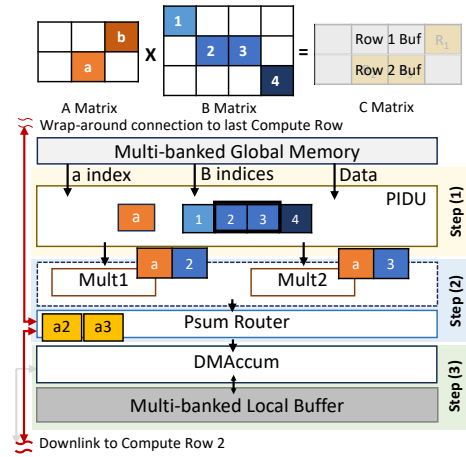 1
b
2 3
a
X
=
4
Row 1 Buf
R₁
Row 2 Buf
A Matrix
B Matrix
C Matrix
Wrap-around connection to last Compute Row
Multi-banked Global Memory
a index
B indices
Data
PIDU
Step (1)
a
1 2 3 4
Mult1
a 2
Mult2
a 3
Step (2)
a2 a3
Psum Router
DMAccum
Step (3)
Multi-banked Local Buffer
Downlink to Compute Row 2